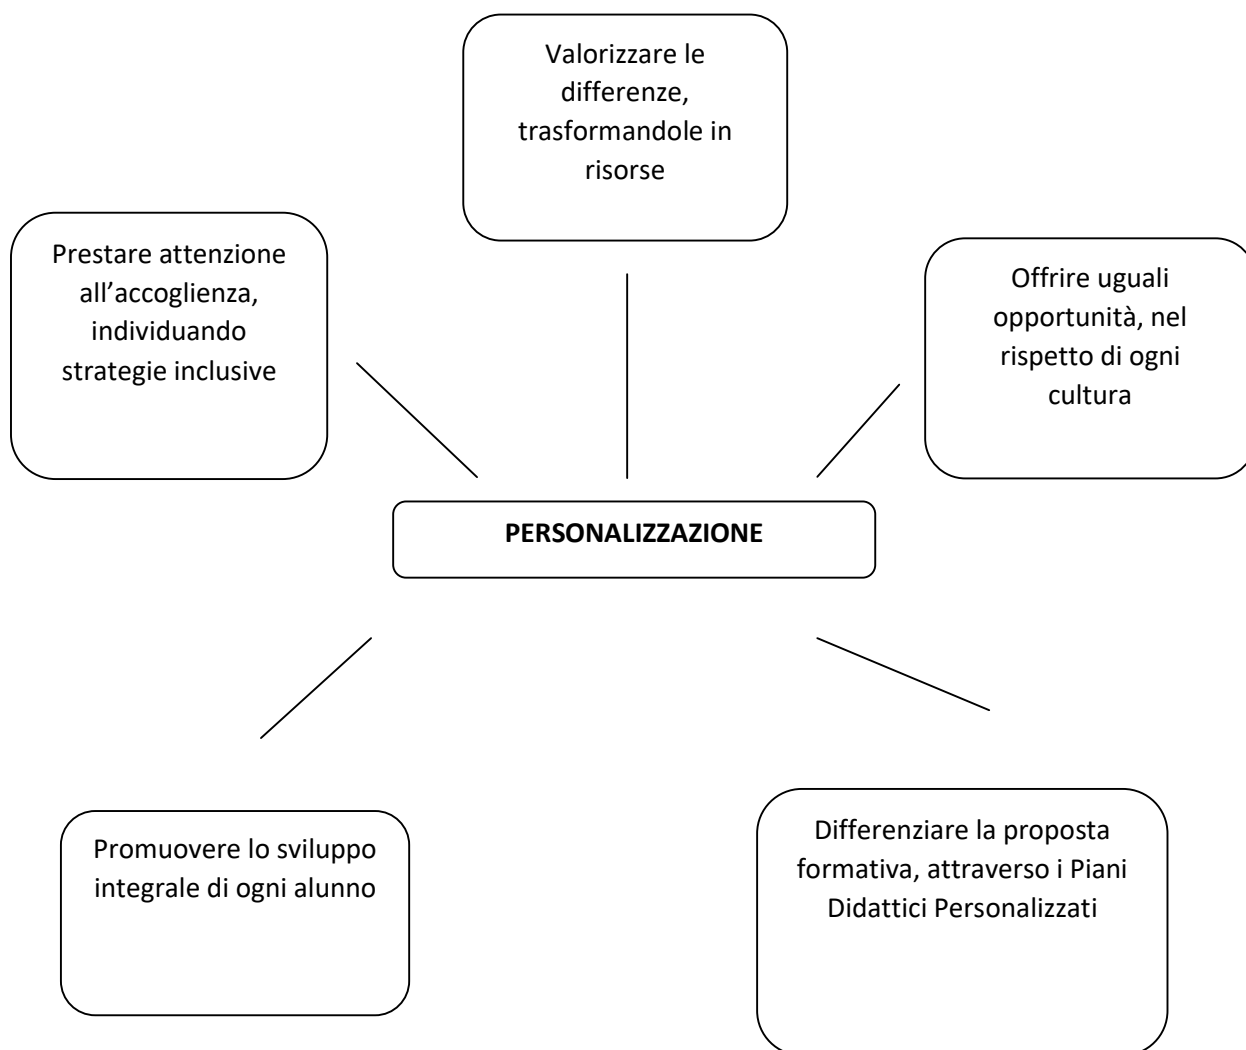 Valorizzare le
differenze,
trasformandole in
risorse
Prestare attenzione
all’accoglienza,
individuando
strategie inclusive
Offrire uguali
opportunità, nel
rispetto di ogni
cultura
PERSONALIZZAZIONE
Promuovere lo sviluppo
integrale di ogni alunno
Differenziare la proposta
formativa, attraverso i Piani
Didattici Personalizzati